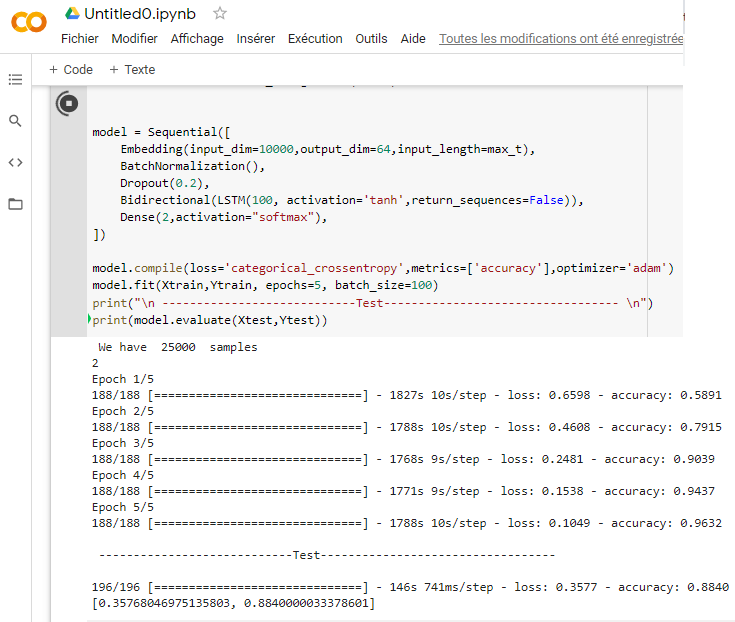 Untitled0.ipynb
Fichier Modifier Affichage Insérer Exécution Outils Aide Toutes les modifications ont été enregistrée
+ Code + Texte
model = Sequential([
    Embedding(input_dim=10000,output_dim=64,input_length=max_t),
    BatchNormalization(),
    Dropout(0.2),
    Bidirectional(LSTM(100, activation='tanh',return_sequences=False)),
    Dense(2,activation="softmax"),
])
model.compile(loss='categorical_crossentropy',metrics=['accuracy'],optimizer='adam')
model.fit(Xtrain,Ytrain, epochs=5, batch_size=100)
print("\n ----------------------------Test---------------------------------- \n")
print(model.evaluate(Xtest,Ytest))
We have  25000  samples
2
Epoch 1/5
188/188 [==============================] - 1827s 10s/step - loss: 0.6598 - accuracy: 0.5891
Epoch 2/5
188/188 [==============================] - 1788s 10s/step - loss: 0.4608 - accuracy: 0.7915
Epoch 3/5
188/188 [==============================] - 1768s 9s/step - loss: 0.2481 - accuracy: 0.9039
Epoch 4/5
188/188 [==============================] - 1771s 9s/step - loss: 0.1538 - accuracy: 0.9437
Epoch 5/5
188/188 [==============================] - 1788s 10s/step - loss: 0.1049 - accuracy: 0.9632
----------------------------Test----------------------------------
196/196 [==============================] - 146s 741ms/step - loss: 0.3577 - accuracy: 0.8840
[0.35768046975135803, 0.8840000033378601]